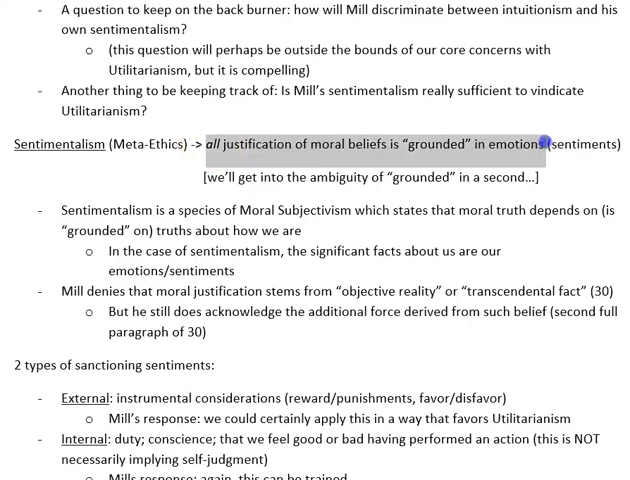 - A question to keep on the back burner: how will Mill discriminate between intuitionism and his
own sentimentalism?
o (this question will perhaps be outside the bounds of our core concerns with
Utilitarianism, but it is compelling)
- Another thing to be keeping track of: Is Mill's sentimentalism really sufficient to vindicate
Utilitarianism?
Sentimentalism (Meta-Ethics) -> all justification of moral beliefs is “grounded” in emotions (sentiments)
[we'll get into the ambiguity of “grounded” in a second…]
- Sentimentalism is a species of Moral Subjectivism which states that moral truth depends on (is
“grounded” on) truths about how we are
o In the case of sentimentalism, the significant facts about us are our
emotions/sentiments
- Mill denies that moral justification stems from “objective reality” or “transcendental fact” (30)
o But he still does acknowledge the additional force derived from such belief (second full
paragraph of 30)
2 types of sanctioning sentiments:
- External: instrumental considerations (reward/punishments, favor/disfavor)
o Mill's response: we could certainly apply this in a way that favors Utilitarianism
- Internal: duty; conscience; that we feel good or bad having performed an action (this is NOT
necessarily implying self-judgment)
o Mills response: again, this can be trained